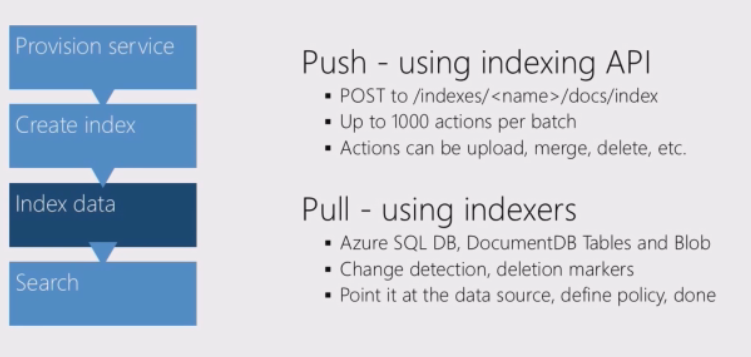 Provision service
Create index
Index data
Search
Push - using indexing API
▪ POST to /indexes/<name>/docs/index
▪ Up to 1000 actions per batch
▪ Actions can be upload, merge, delete, etc.
Pull - using indexers
▪ Azure SQL DB, DocumentDB Tables and Blob
▪ Change detection, deletion markers
▪ Point it at the data source, define policy, done